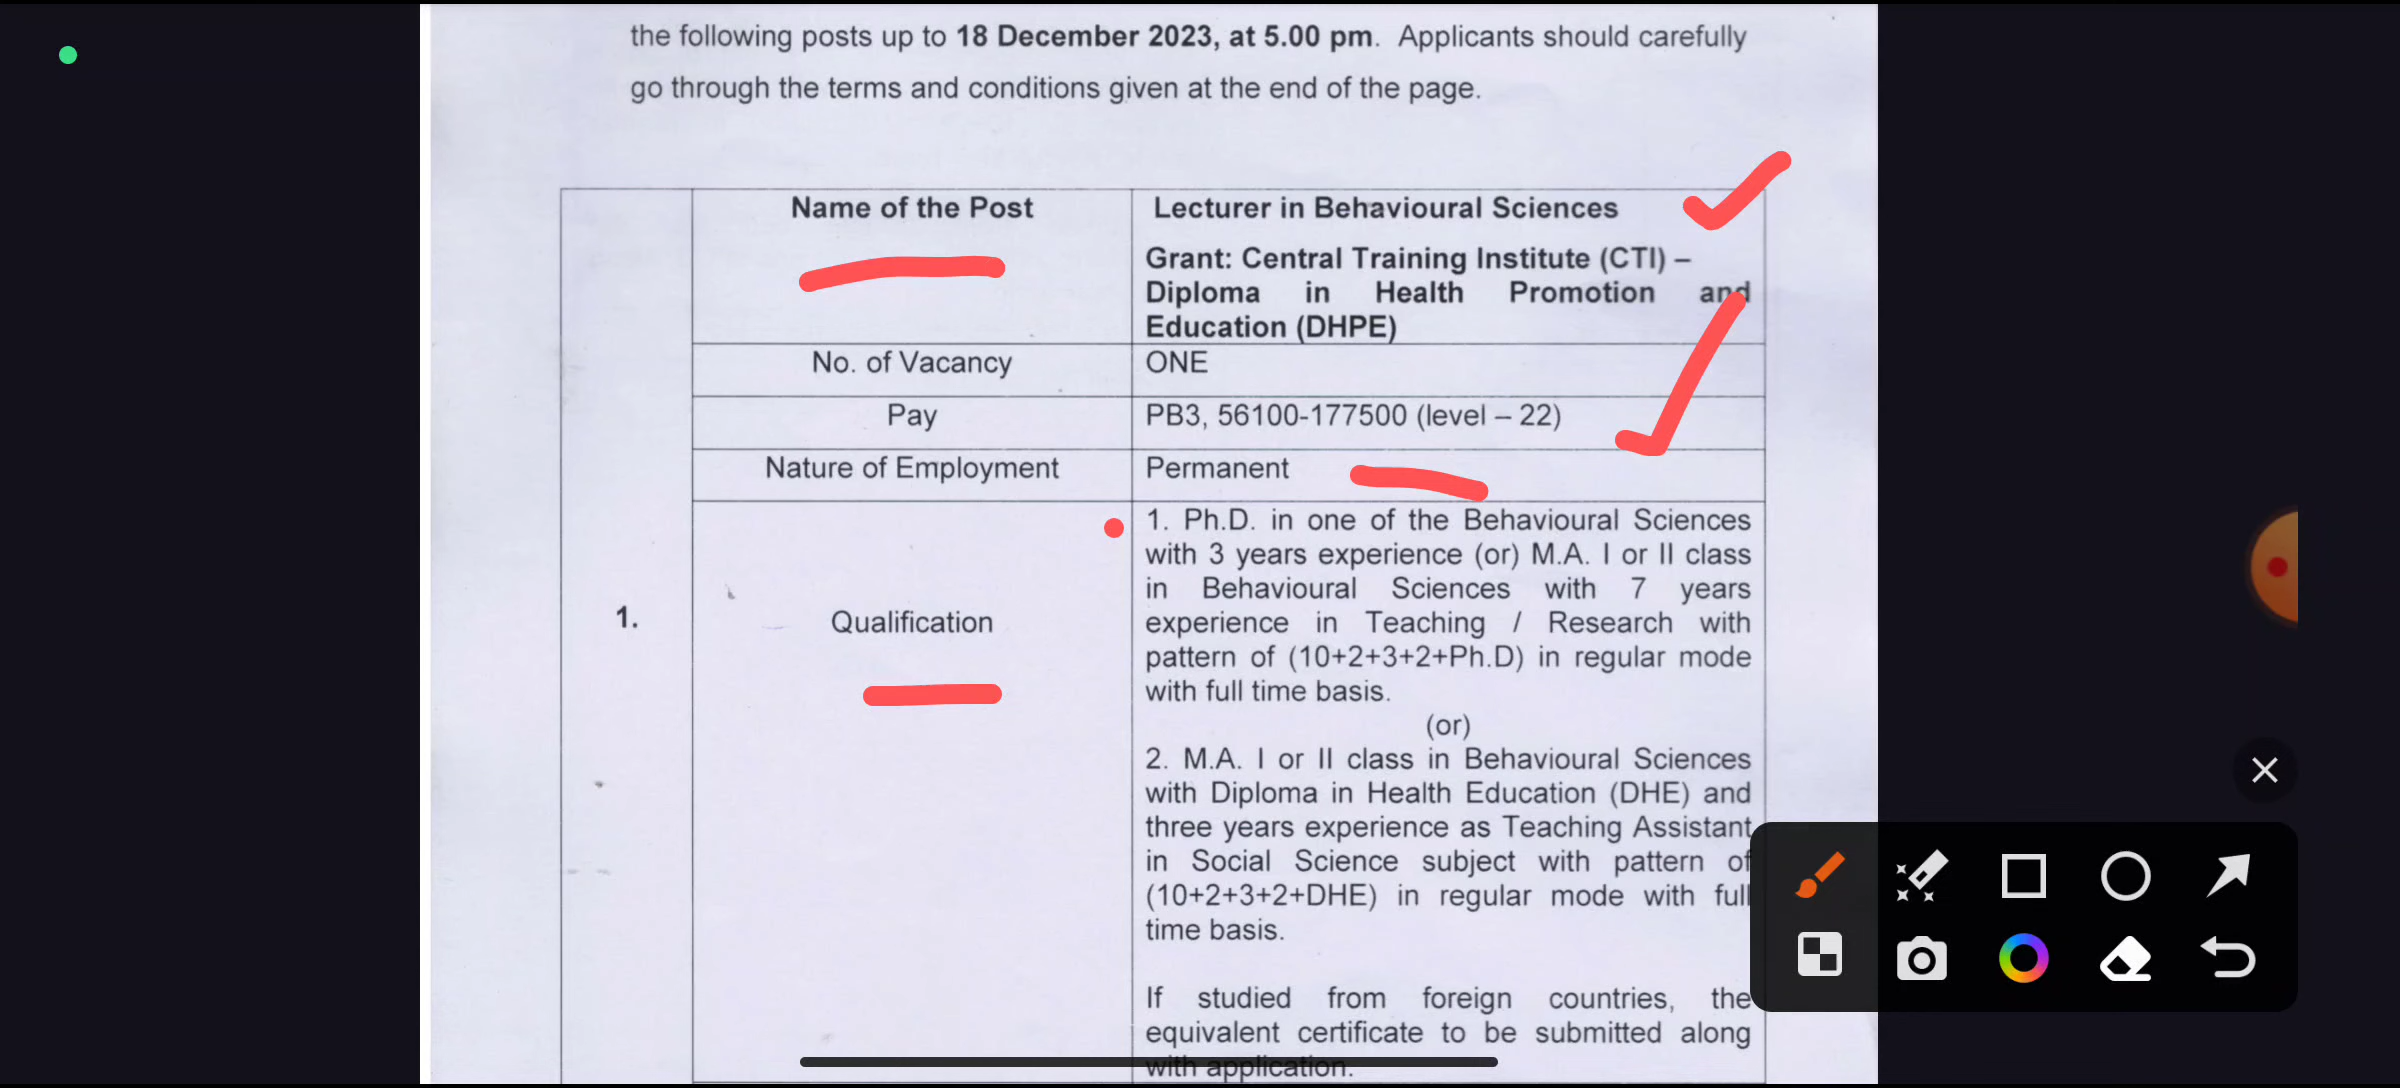 the following posts up to 18 December 2023, at 5.00 pm. Applicants should carefully
go through the terms and conditions given at the end of the page.
Name of the Post
Lecturer in Behavioural Sciences
Grant: Central Training Institute (CTI) –
Diploma in Health Promotion and
Education (DHPE)
No. of Vacancy
ONE
Pay
PB3, 56100-177500 (level – 22)
Nature of Employment
Permanent
1.
Qualification
1. Ph.D. in one of the Behavioural Sciences
with 3 years experience (or) M.A. I or II class
in Behavioural Sciences with 7 years
experience in Teaching / Research with
pattern of (10+2+3+2+Ph.D) in regular mode
with full time basis.
(or)
2. M.A. I or II class in Behavioural Sciences
with Diploma in Health Education (DHE) and
three years experience as Teaching Assistant
in Social Science subject with pattern of
(10+2+3+2+DHE) in regular mode with full
time basis.
If studied from foreign countries, the
equivalent certificate to be submitted along
with application.